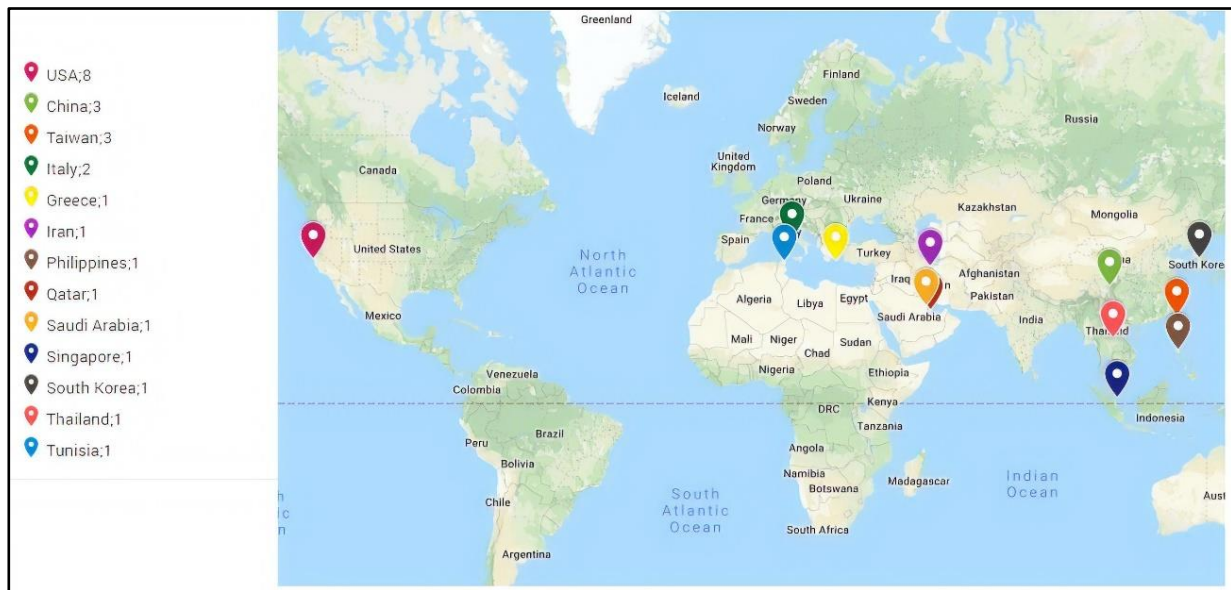 USA;8
China;3
Taiwan;3
Italy;2
Greece;1
Iran;1
Philippines;1
Qatar;1
Saudi Arabia;1
Singapore;1
South Korea;1
Thailand;1
Tunisia;1
Greenland
Iceland
Finland
Sweden
Norway
Russia
Canada
United
Kingdom
Poland
Germany
Ukraine
France
Kazakhstan
Mongolia
United States
Spain
Turkey
South Kore
North
Atlantic
Ocean
Iraq
Afghanistan
Pakistan
Algeria
Libya
Egypt
Mexico
Saudi Arabia
India
Mali
Niger
Sudan
Chad
Venezuela
Nigeria
Ethiopia
Colombia
Kenya
DRC
Indonesia
Tanzania
Peru
Brazil
Angola
Bolivia
Namibia
Botswana
Madagascar
Indian
Ocean
Chile
South
Atlantic
Ocean
South Africa
Aust
Argentina